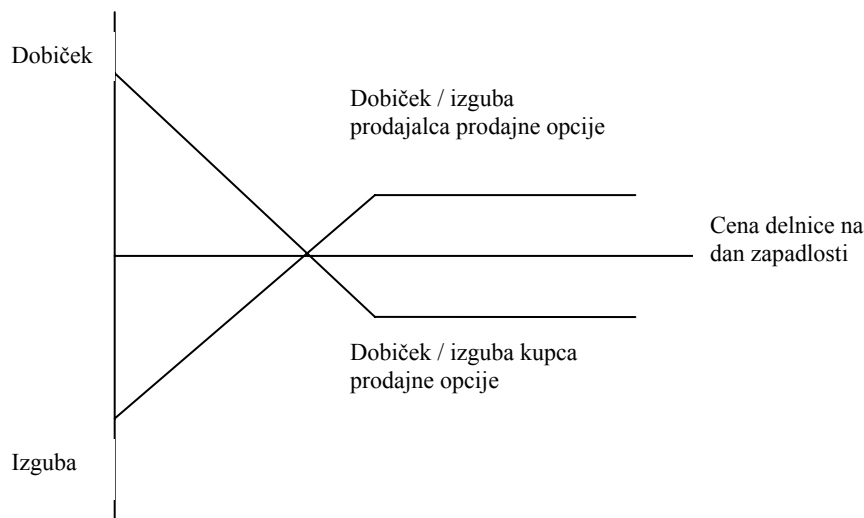 Dobiček
Dobiček / izguba
prodajalca prodajne opcije
Cena delnice na
dan zapadlosti
Dobiček / izguba kupca
prodajne opcije
Izguba